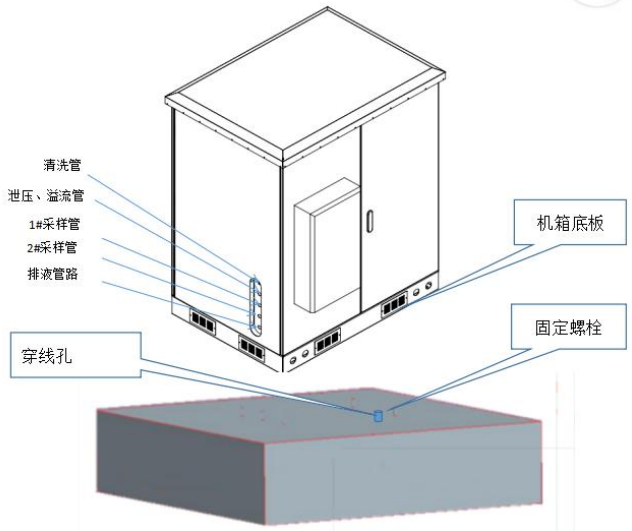 清洗管
泄压、溢流管
1#采样管
2#采样管
排液管路
机箱底板
固定螺栓
穿线孔